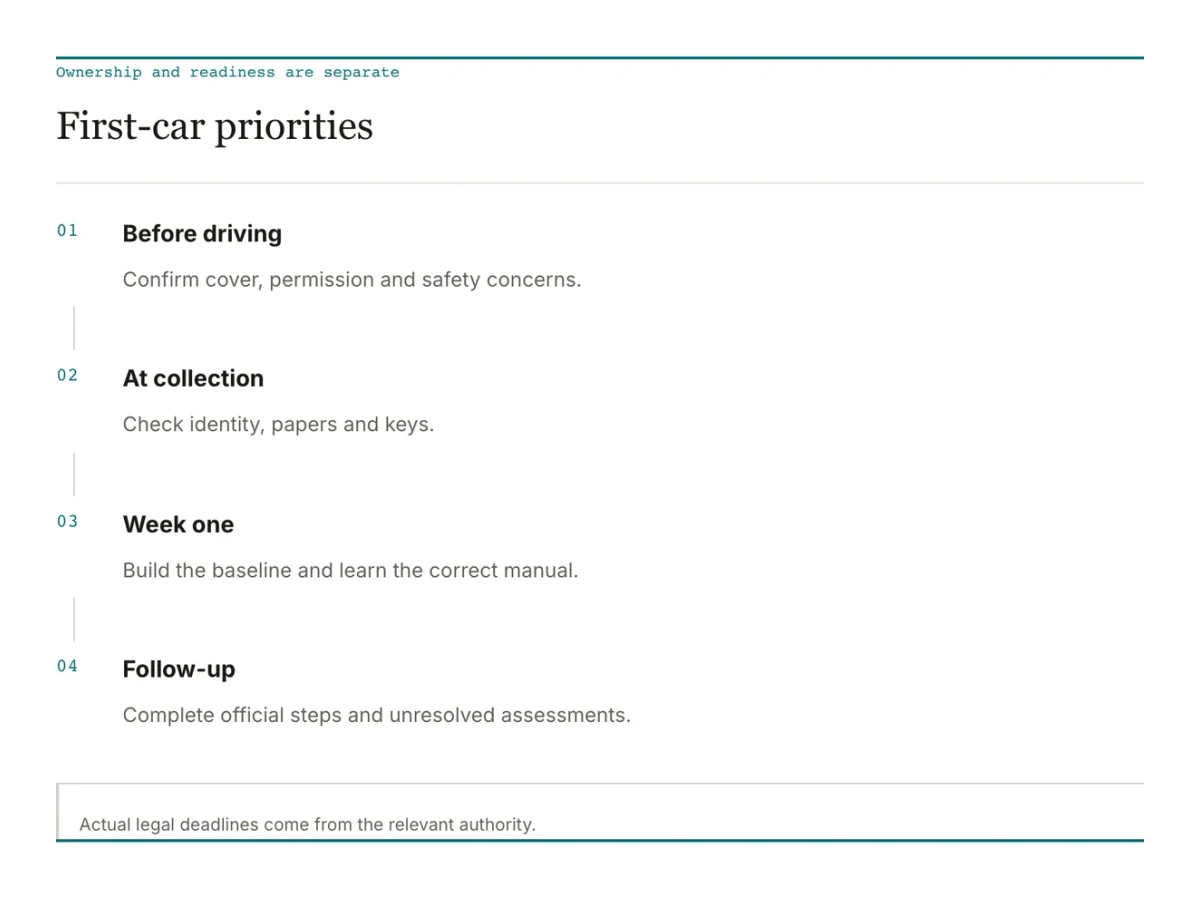 Ownership and readiness are separate
First-car priorities
01
Before driving
Confirm cover, permission and safety concerns.
02
At collection
Check identity, papers and keys.
03
Week one
Build the baseline and learn the correct manual.
04
Follow-up
Complete official steps and unresolved assessments.
Actual legal deadlines come from the relevant authority.